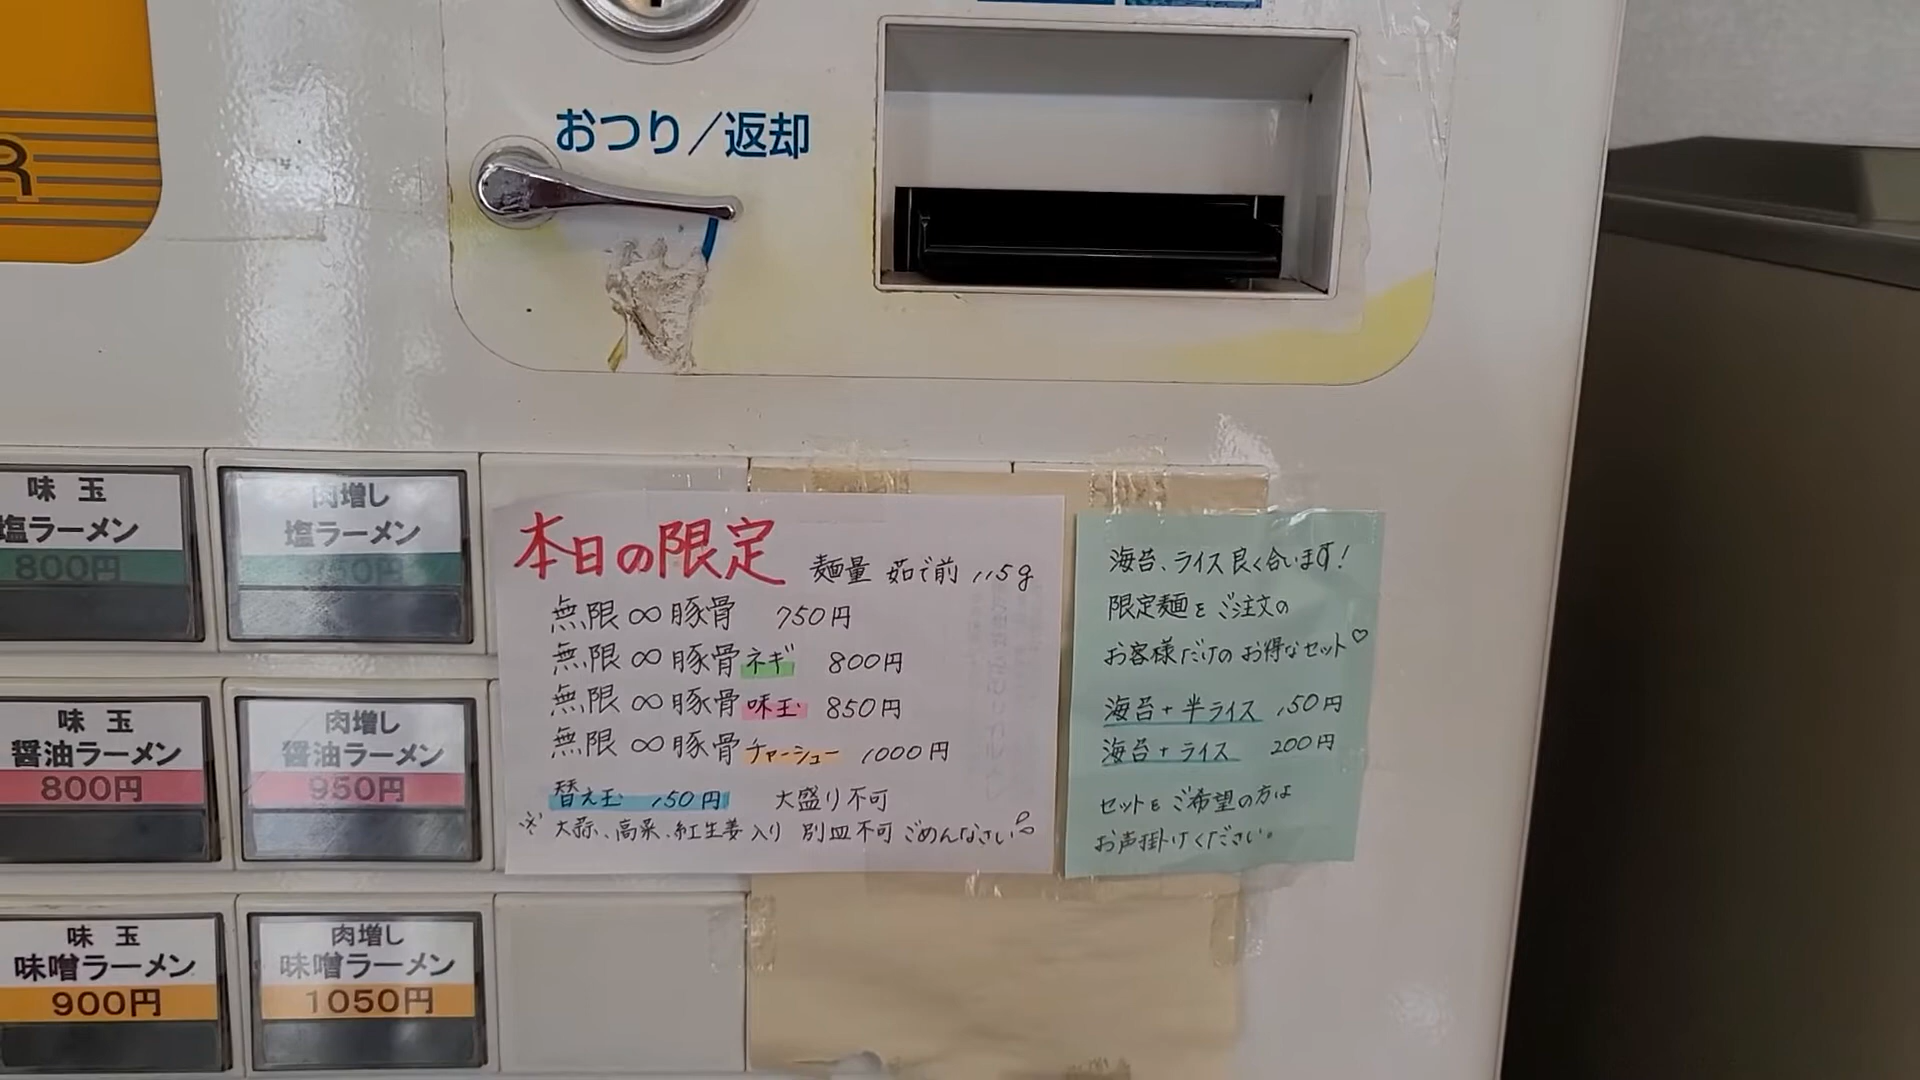 おつり／返却
味玉
塩ラーメン
800円
肉増し
塩ラーメン
950円
味玉
醤油ラーメン
800円
肉増し
醤油ラーメン
950円
味玉
味噌ラーメン
900円
肉増し
味噌ラーメン
1050円
本日の限定 麺量 茹で前 115g
無限∞豚骨 750円
無限∞豚骨ネギ 800円
無限∞豚骨味玉 850円
無限∞豚骨チャーシュー 1000円
替え玉 150円 大盛り不可
※大蒜、高菜、紅生姜入り 別皿不可 ごめんなさい
海苔、ライス良く合います!
限定麺をご注文の
お客様だけのお得なセット♡
海苔+半ライス 150円
海苔+ライス 200円
セットをご希望の方は
お声掛けください。